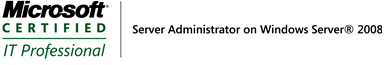 Microsoft®
CERTIFIED
IT Professional
Server Administrator on Windows Server® 2008